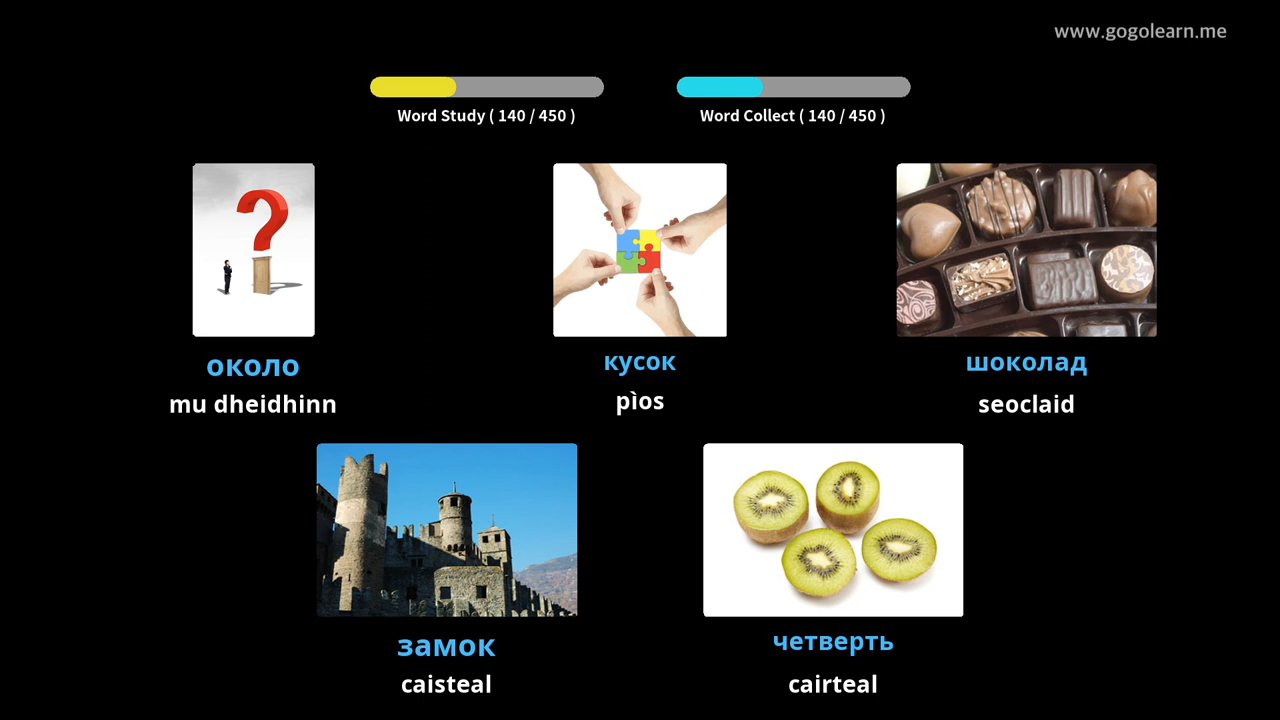 www.gogolearn.me
Word Study ( 140 / 450 )
Word Collect ( 140 / 450 )
около
mu dheidhinn
кусок
pìos
шоколад
seoclaid
замок
caisteal
четверть
cairteal